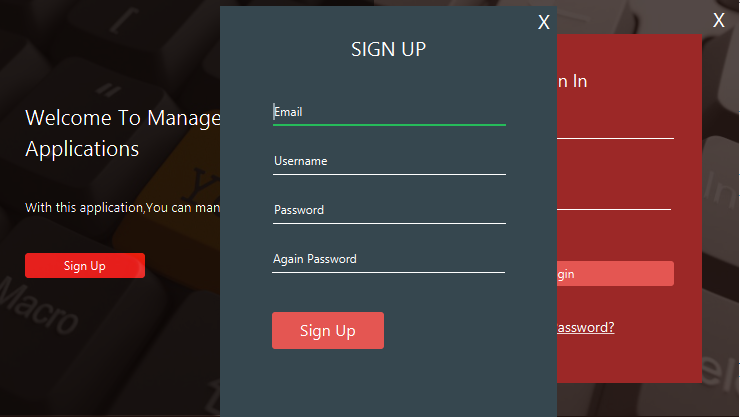 X
X
SIGN UP
n In
Email
Welcome To Manage
Applications
Username
With this application,You can man
Password
Again Password
Sign Up
gin
Sign Up
assword?
Macro